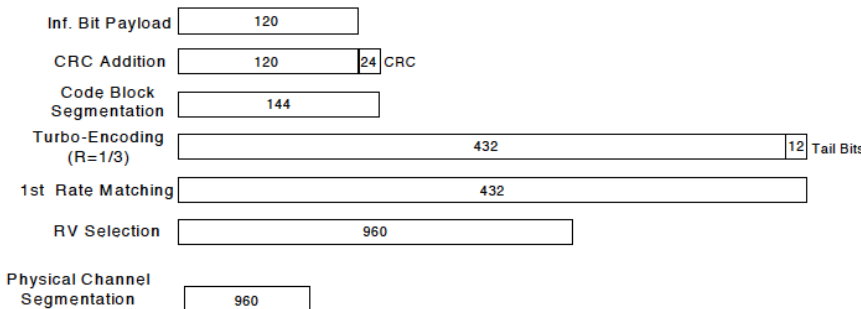 Inf. Bit Payload 120
CRC Addition 120 24 CRC
Code Block
Segmentation 144
Turbo-Encoding
(R=1/3) 432 12 Tail Bits
1st Rate Matching 432
RV Selection 960
Physical Channel
Segmentation 960